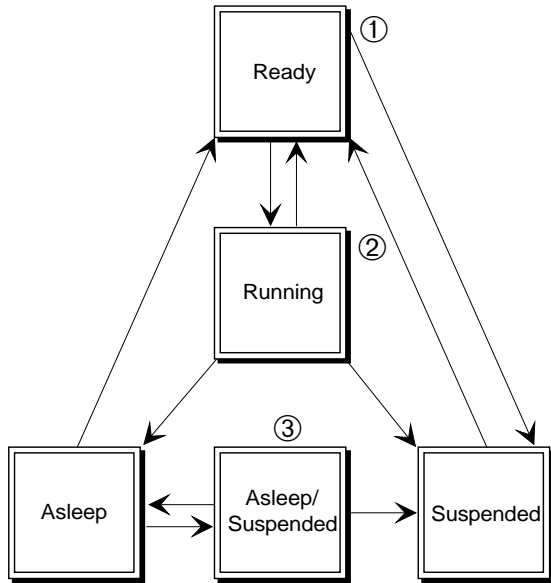 ①
Ready
②
Running
③
Asleep
Asleep/
Suspended
Suspended